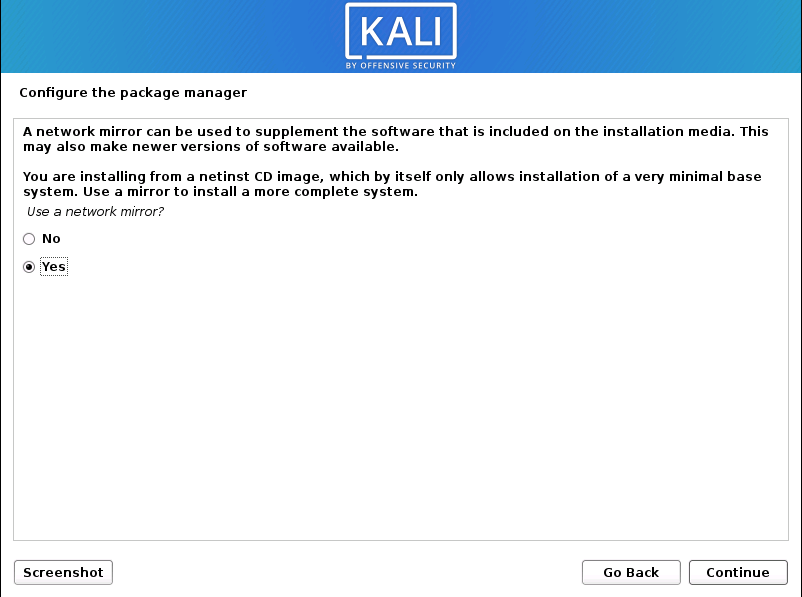 KALI
BY OFFENSIVE SECURITY
Configure the package manager
A network mirror can be used to supplement the software that is included on the installation media. This
may also make newer versions of software available.
You are installing from a netinst CD image, which by itself only allows installation of a very minimal base
system. Use a mirror to install a more complete system.
Use a network mirror?
No
Yes
Screenshot
Go Back
Continue